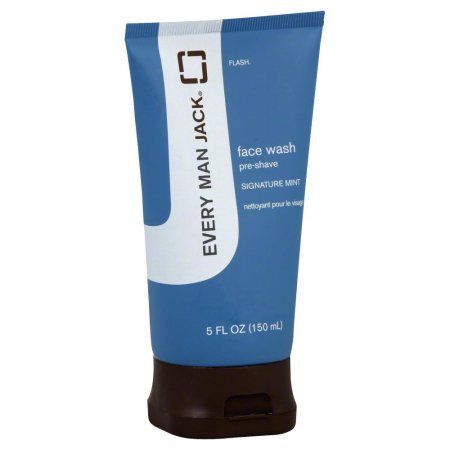 FLASH.
EVERY MAN JACK®
face wash
pre-shave
SIGNATURE MINT
nettoyant pour le visage
5 FL OZ (150 mL)